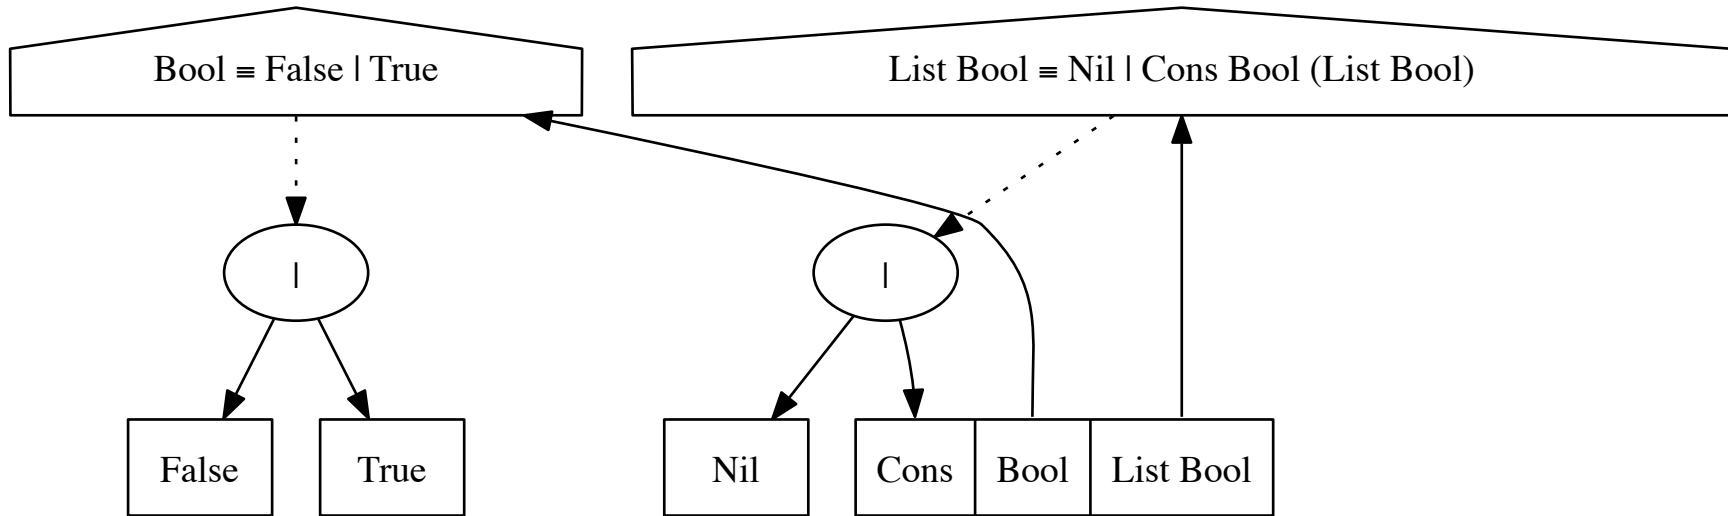 Bool ≡ False | True
List Bool ≡ Nil | Cons Bool (List Bool)
|
|
False
True
Nil
Cons
Bool
List Bool